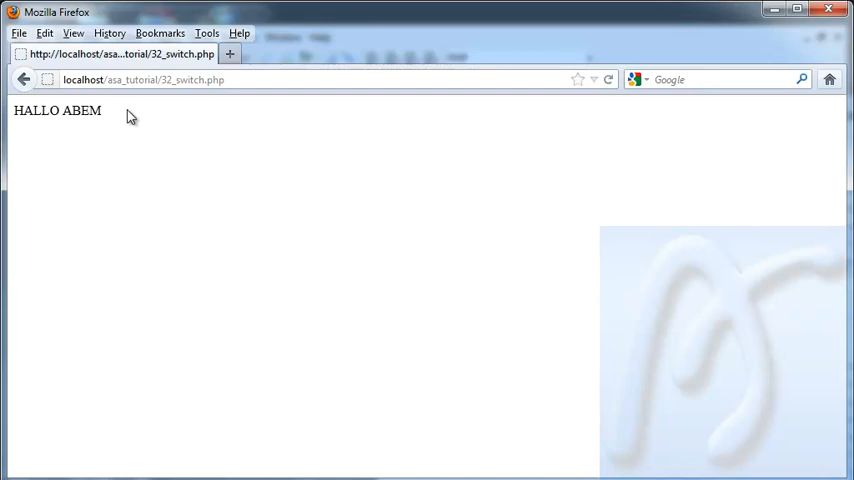 Mozilla Firefox
File Edit View History Bookmarks Tools Help
http://localhost/asa...torial/32_switch.php
localhost/asa_tutorial/32_switch.php Google
HALLO ABEM